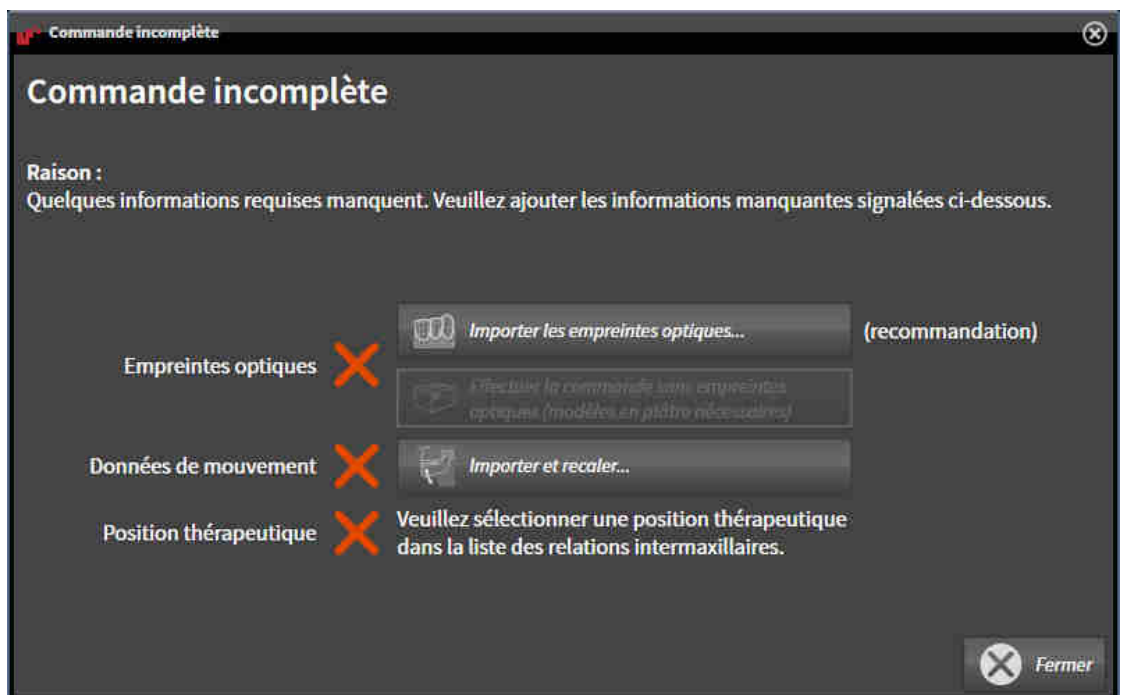 Commande incomplète
Commande incomplète
Raison :
Quelques informations requises manquent. Veuillez ajouter les informations manquantes signalées ci-dessous.
Importer les empreintes optiques...
(recommandation)
Empreintes optiques
Effectuer la commande sans empreintes
optiques (modèles en plâtre nécessaires)
Données de mouvement
Importer et recaler...
Position thérapeutique
Veuillez sélectionner une position thérapeutique
dans la liste des relations intermaxillaires.
Fermer